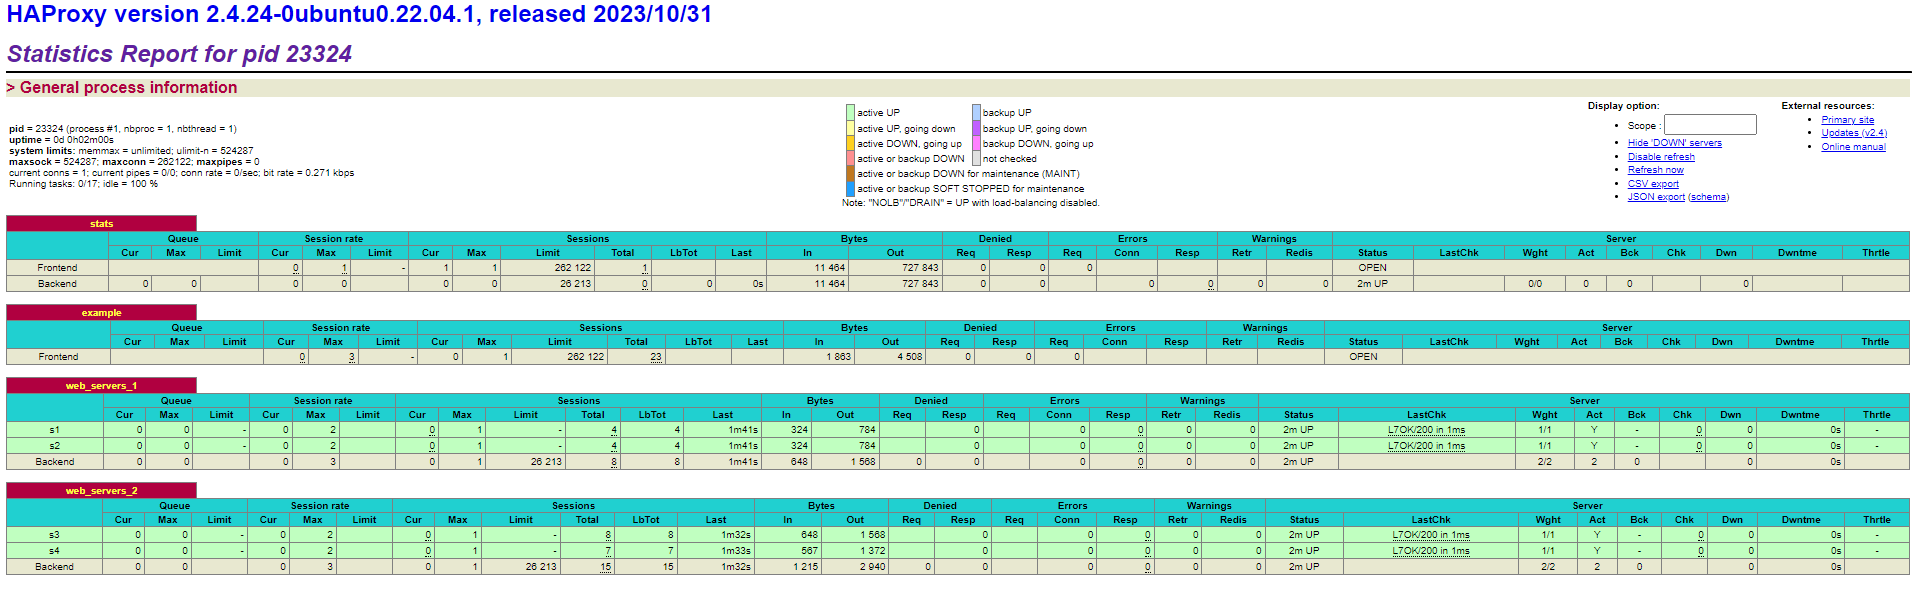 HAProxy version 2.4.24-0ubuntu0.22.04.1, released 2023/10/31
Statistics Report for pid 23324
> General process information
pid = 23324 (process #1, nbproc = 1, nbthread = 1)
uptime = 0d 0h02m00s
system limits: memmax = unlimited; ulimit-n = 524287
maxsock = 524287; maxconn = 262122; maxpipes = 0
current conns = 1; current pipes = 0/0; conn rate = 0/sec; bit rate = 0.271 kbps
Running tasks: 0/17; idle = 100 %
active UP backup UP
active UP, going down backup UP, going down
active DOWN, going up backup DOWN, going up
active or backup DOWN not checked
active or backup DOWN for maintenance (MAINT)
active or backup SOFT STOPPED for maintenance
Note: "NOLB"/"DRAIN" = UP with load-balancing disabled.
Display option:
Scope :
Hide 'DOWN' servers
Disable refresh
Refresh now
CSV export
JSON export (schema)
External resources:
Primary site
Updates (v2.4)
Online manual
stats
Queue Session rate Sessions Bytes Denied Errors Warnings Server
Cur Max Limit Cur Max Limit Cur Max Limit Total LbTot Last In Out Req Resp Req Conn Resp Retr Redis Status LastChk Wght Act Bck Chk Dwn Dwntme Thrtle
Frontend 0 1 - 1 1 262 122 1 11 464 727 843 0 0 0 OPEN
Backend 0 0 0 0 0 0 26 213 0 0 0s 11 464 727 843 0 0 0 0 0 0 2m UP 0/0 0 0 0
example
Queue Session rate Sessions Bytes Denied Errors Warnings Server
Cur Max Limit Cur Max Limit Cur Max Limit Total LbTot Last In Out Req Resp Req Conn Resp Retr Redis Status LastChk Wght Act Bck Chk Dwn Dwntme Thrtle
Frontend 0 3 - 0 1 262 122 23 1 863 4 508 0 0 0 OPEN
web_servers_1
Queue Session rate Sessions Bytes Denied Errors Warnings Server
Cur Max Limit Cur Max Limit Cur Max Limit Total LbTot Last In Out Req Resp Req Conn Resp Retr Redis Status LastChk Wght Act Bck Chk Dwn Dwntme Thrtle
s1 0 0 - 0 2 0 1 - 4 4 1m41s 324 784 0 0 0 0 0 2m UP L7OK/200 in 1ms 1/1 Y - 0 0 0s -
s2 0 0 - 0 2 0 1 - 4 4 1m41s 324 784 0 0 0 0 0 2m UP L7OK/200 in 1ms 1/1 Y - 0 0 0s -
Backend 0 0 0 3 0 1 26 213 8 8 1m41s 648 1 568 0 0 0 0 0 0 2m UP 2/2 2 0 0 0s
web_servers_2
Queue Session rate Sessions Bytes Denied Errors Warnings Server
Cur Max Limit Cur Max Limit Cur Max Limit Total LbTot Last In Out Req Resp Req Conn Resp Retr Redis Status LastChk Wght Act Bck Chk Dwn Dwntme Thrtle
s3 0 0 - 0 2 0 1 - 8 8 1m32s 648 1 568 0 0 0 0 0 2m UP L7OK/200 in 1ms 1/1 Y - 0 0 0s -
s4 0 0 - 0 2 0 1 - 7 7 1m33s 567 1 372 0 0 0 0 0 2m UP L7OK/200 in 1ms 1/1 Y - 0 0 0s -
Backend 0 0 0 3 0 1 26 213 15 15 1m32s 1 215 2 940 0 0 0 0 0 0 2m UP 2/2 2 0 0 0s